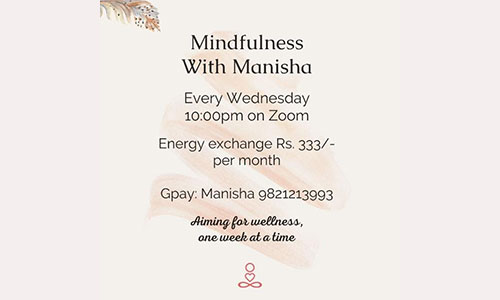 Mindfulness
With Manisha
Every Wednesday
10:00pm on Zoom
Energy exchange Rs. 333/-
per month
Gpay: Manisha 9821213993
Aiming for wellness,
one week at a time